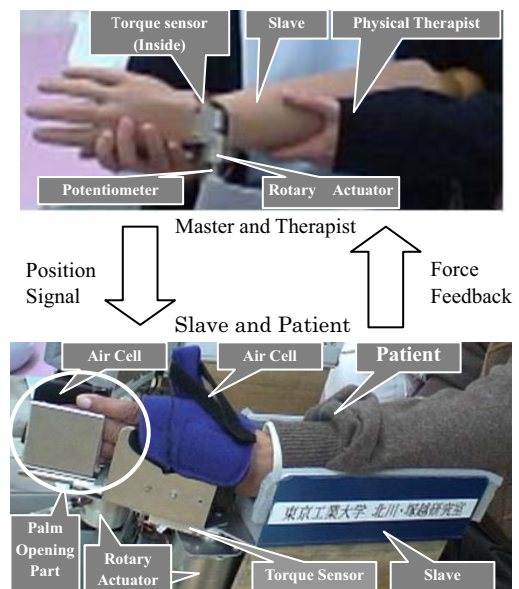 Torque sensor
(Inside)
Slave
Physical Therapist
Potentiometer
Rotary Actuator
Master and Therapist
Position
Signal
Force
Feedback
Slave and Patient
Air Cell
Air Cell
Patient
東京工業大学 北川・塚越研究室
Palm
Opening
Part
Rotary
Actuator
Torque Sensor
Slave